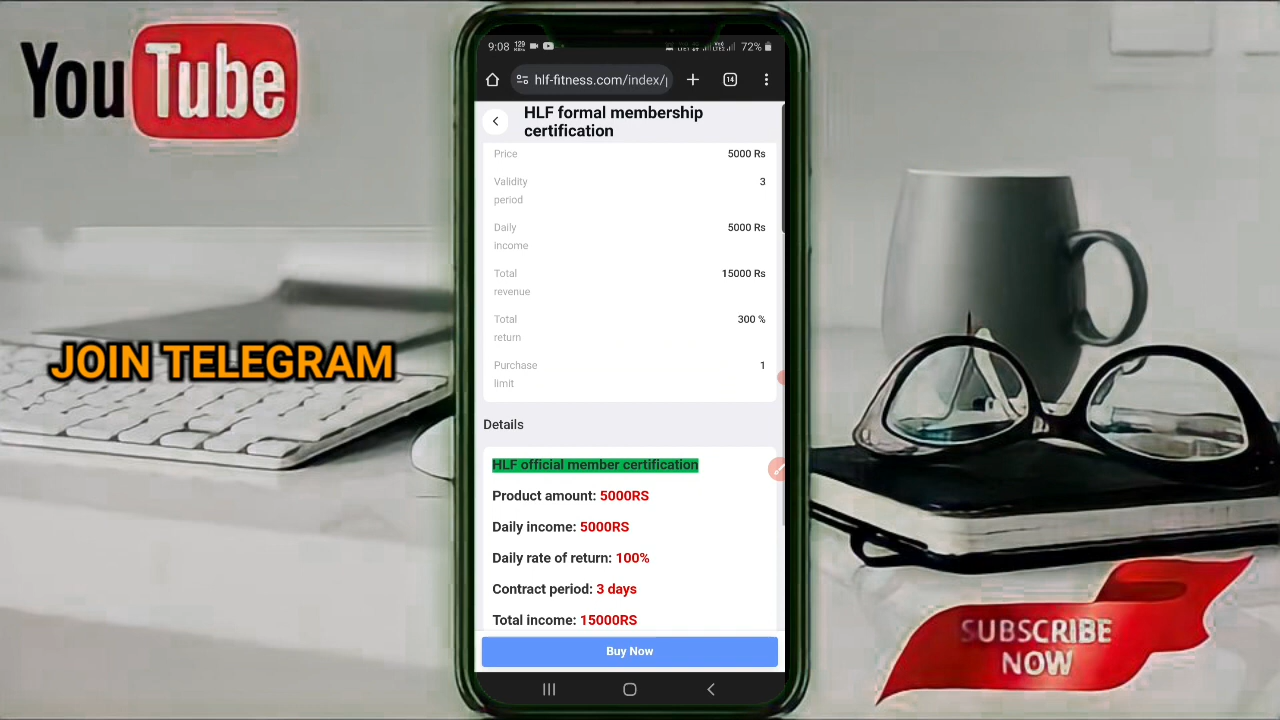 YouTube
JOIN TELEGRAM
9:08
72%
hlf-fitness.com/index/
14
HLF formal membership
certification
Price 5000 Rs
Validity
period 3
Daily
income 5000 Rs
Total
revenue 15000 Rs
Total
return 300 %
Purchase
limit 1
Details
HLF official member certification
Product amount: 5000RS
Daily income: 5000RS
Daily rate of return: 100%
Contract period: 3 days
Total income: 15000RS
Buy Now
SUBSCRIBE
NOW